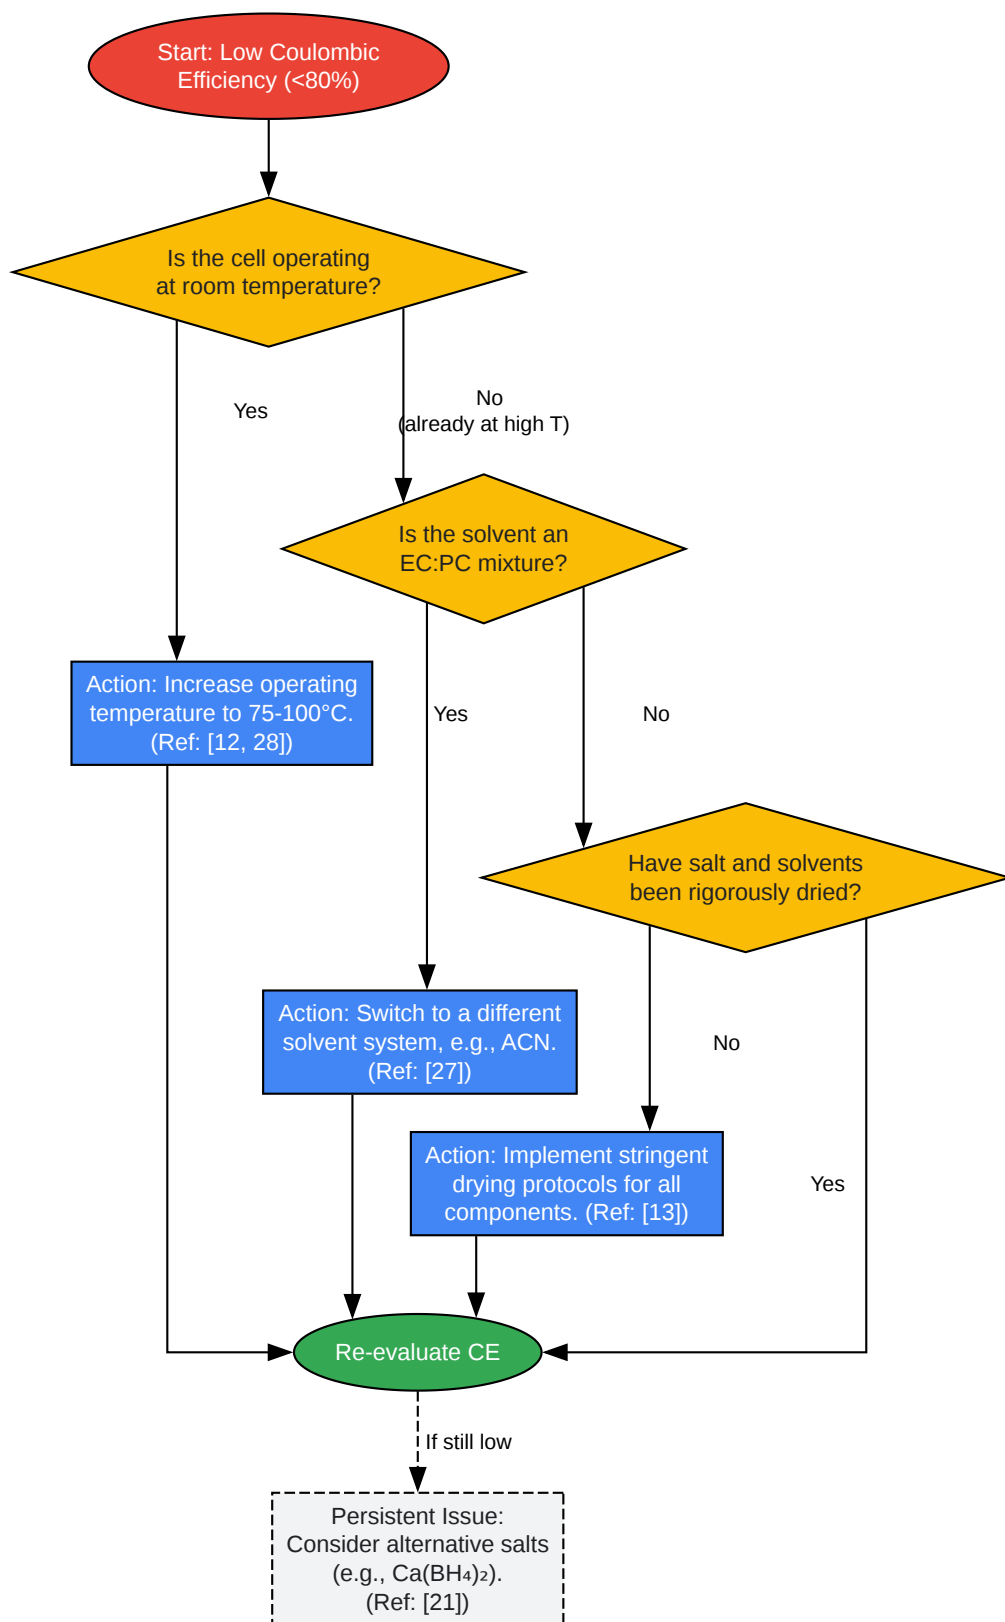 Start: Low Coulombic
Efficiency (<80%)
Is the cell operating
at room temperature?
Yes
No
(already at high T)
Is the solvent an
EC:PC mixture?
Action: Increase operating
temperature to 75-100°C.
(Ref: [12, 28])
Yes
No
Have salt and solvents
been rigorously dried?
Action: Switch to a different
solvent system, e.g., ACN.
(Ref: [27])
No
Action: Implement stringent
drying protocols for all
components. (Ref: [13])
Yes
Re-evaluate CE
If still low
Persistent Issue:
Consider alternative salts
(e.g., Ca(BH₄)₂).
(Ref: [21])